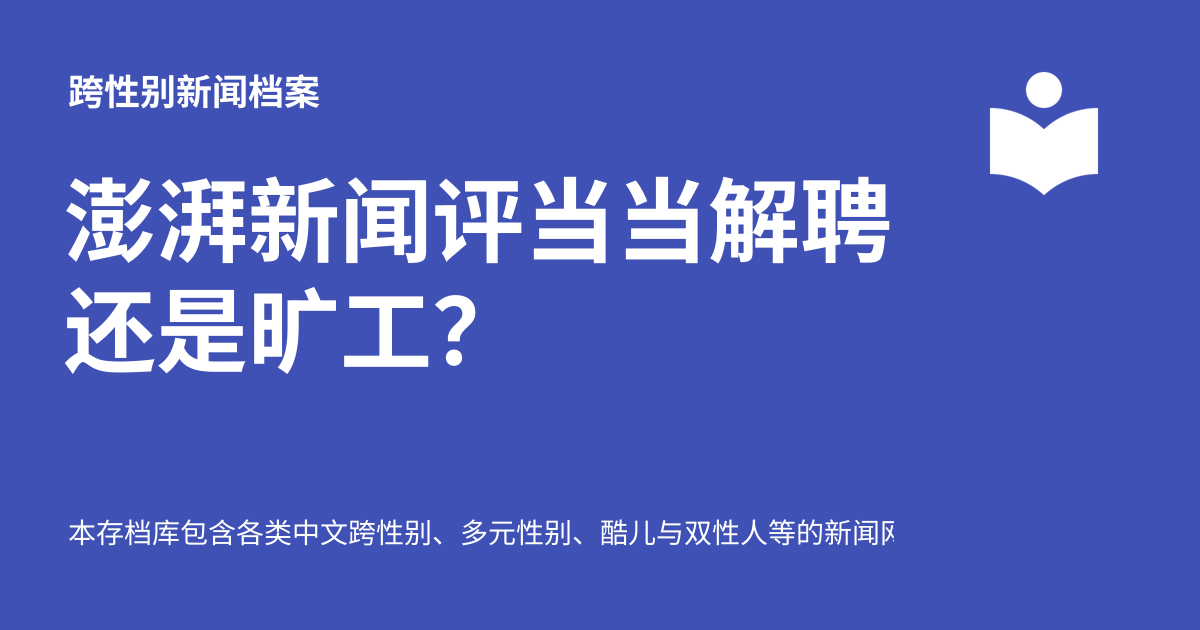 跨性别新闻档案
澎湃新闻评当当解聘
还是旷工？
本存档库包含各类中文跨性别、多元性别、酷儿与双性人等的新闻网